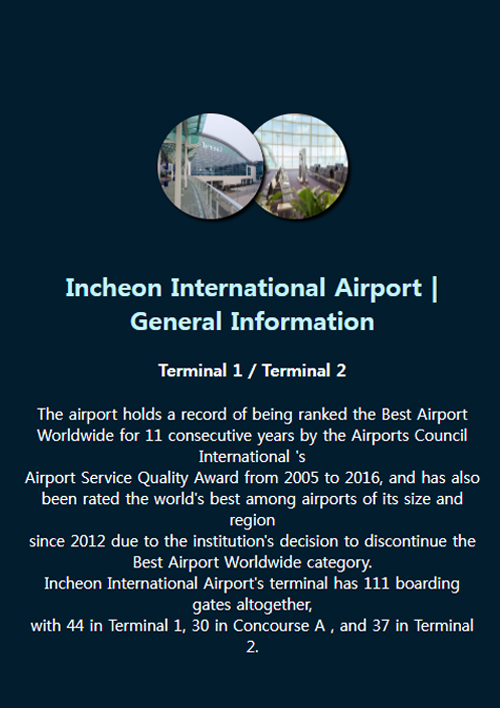 Incheon International Airport |
General Information
Terminal 1 / Terminal 2
The airport holds a record of being ranked the Best Airport
Worldwide for 11 consecutive years by the Airports Council
International 's
Airport Service Quality Award from 2005 to 2016, and has also
been rated the world's best among airports of its size and
region
since 2012 due to the institution's decision to discontinue the
Best Airport Worldwide category.
Incheon International Airport's terminal has 111 boarding
gates altogether,
with 44 in Terminal 1, 30 in Concourse A , and 37 in Terminal
2.